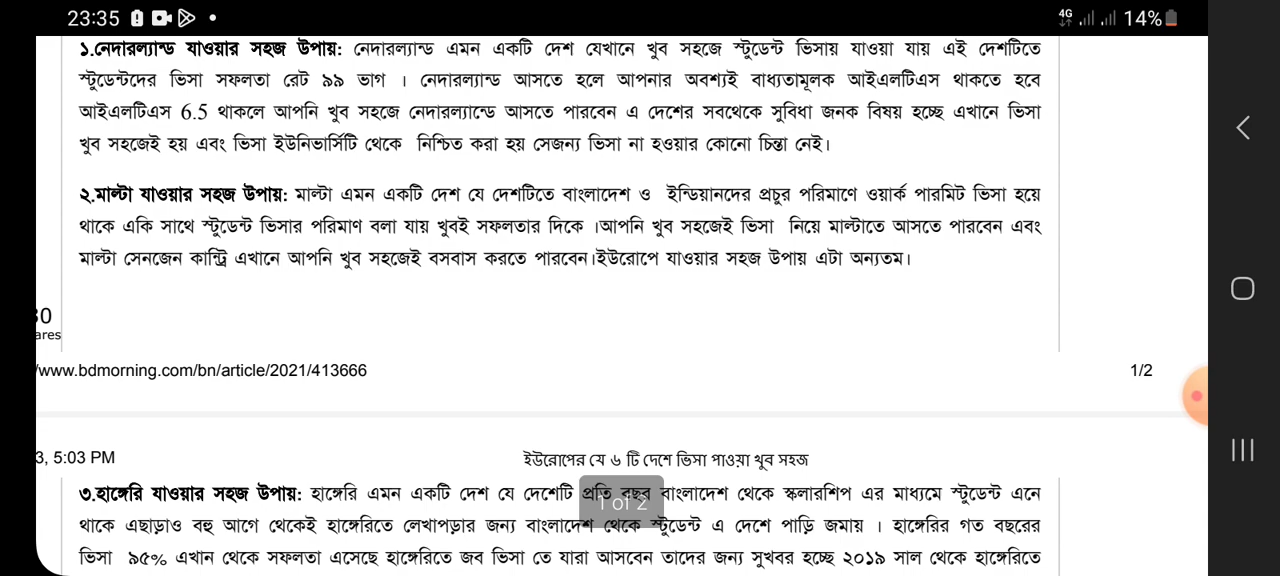 23:35
4G 14%
১.নেদারল্যান্ড যাওয়ার সহজ উপায়: নেদারল্যান্ড এমন একটি দেশ যেখানে খুব সহজে স্টুডেন্ট ভিসায় যাওয়া যায় এই দেশটিতে
স্টুডেন্টদের ভিসা সফলতা রেট ৯৯ ভাগ । নেদারল্যান্ড আসতে হলে আপনার অবশ্যই বাধ্যতামূলক আইএলটিএস থাকতে হবে
আইএলটিএস 6.5 থাকলে আপনি খুব সহজে নেদারল্যান্ডে আসতে পারবেন এ দেশের সবথেকে সুবিধা জনক বিষয় হচ্ছে এখানে ভিসা
খুব সহজেই হয় এবং ভিসা ইউনিভার্সিটি থেকে নিশ্চিত করা হয় সেজন্য ভিসা না হওয়ার কোনো চিন্তা নেই।
২.মাল্টা যাওয়ার সহজ উপায়: মাল্টা এমন একটি দেশ যে দেশটিতে বাংলাদেশ ও ইন্ডিয়ানদের প্রচুর পরিমাণে ওয়ার্ক পারমিট ভিসা হয়ে
থাকে একি সাথে স্টুডেন্ট ভিসার পরিমাণ বলা যায় খুবই সফলতার দিকে ।আপনি খুব সহজেই ভিসা নিয়ে মাল্টাতে আসতে পারবেন এবং
মাল্টা সেনজেন কান্ট্রি এখানে আপনি খুব সহজেই বসবাস করতে পারবেন।ইউরোপে যাওয়ার সহজ উপায় এটা অন্যতম।
30
ares
/www.bdmorning.com/bn/article/2021/413666 1/2
3, 5:03 PM ইউরোপের যে ৬ টি দেশে ভিসা পাওয়া খুব সহজ
৩.হাঙ্গেরি যাওয়ার সহজ উপায়: হাঙ্গেরি এমন একটি দেশ যে দেশেটি প্রতি বছর বাংলাদেশ থেকে স্কলারশিপ এর মাধ্যমে স্টুডেন্ট এনে
1 of 2
থাকে এছাড়াও বহু আগে থেকেই হাঙ্গেরিতে লেখাপড়ার জন্য বাংলাদেশ থেকে স্টুডেন্ট এ দেশে পাড়ি জমায় । হাঙ্গেরির গত বছরের
ভিসা ৯৫% এখান থেকে সফলতা এসেছে হাঙ্গেরিতে জব ভিসা তে যারা আসবেন তাদের জন্য সুখবর হচ্ছে ২০১৯ সাল থেকে হাঙ্গেরিতে